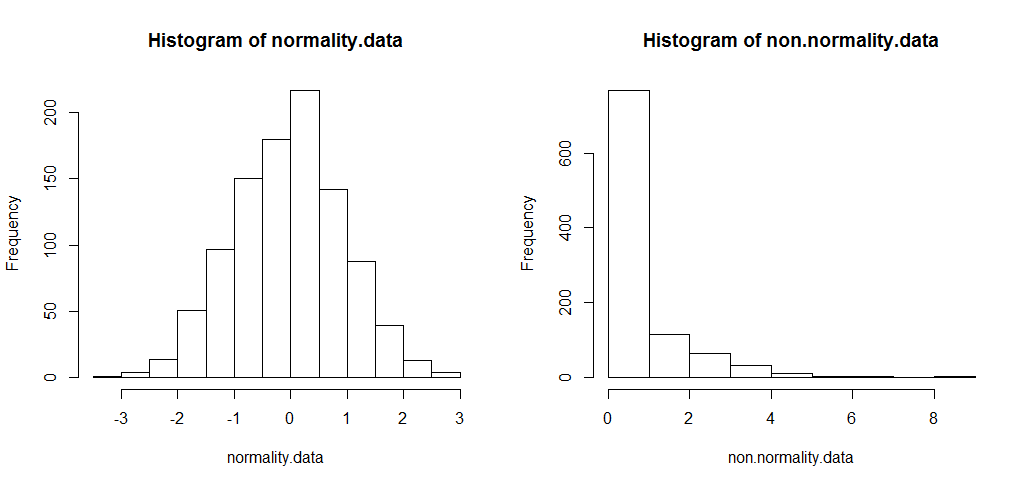 Histogram of normality.data
Frequency
200
150
100
50
0
-3 -2 -1 0 1 2 3
normality.data
Histogram of non.normality.data
Frequency
600
400
200
0
0 2 4 6 8
non.normality.data